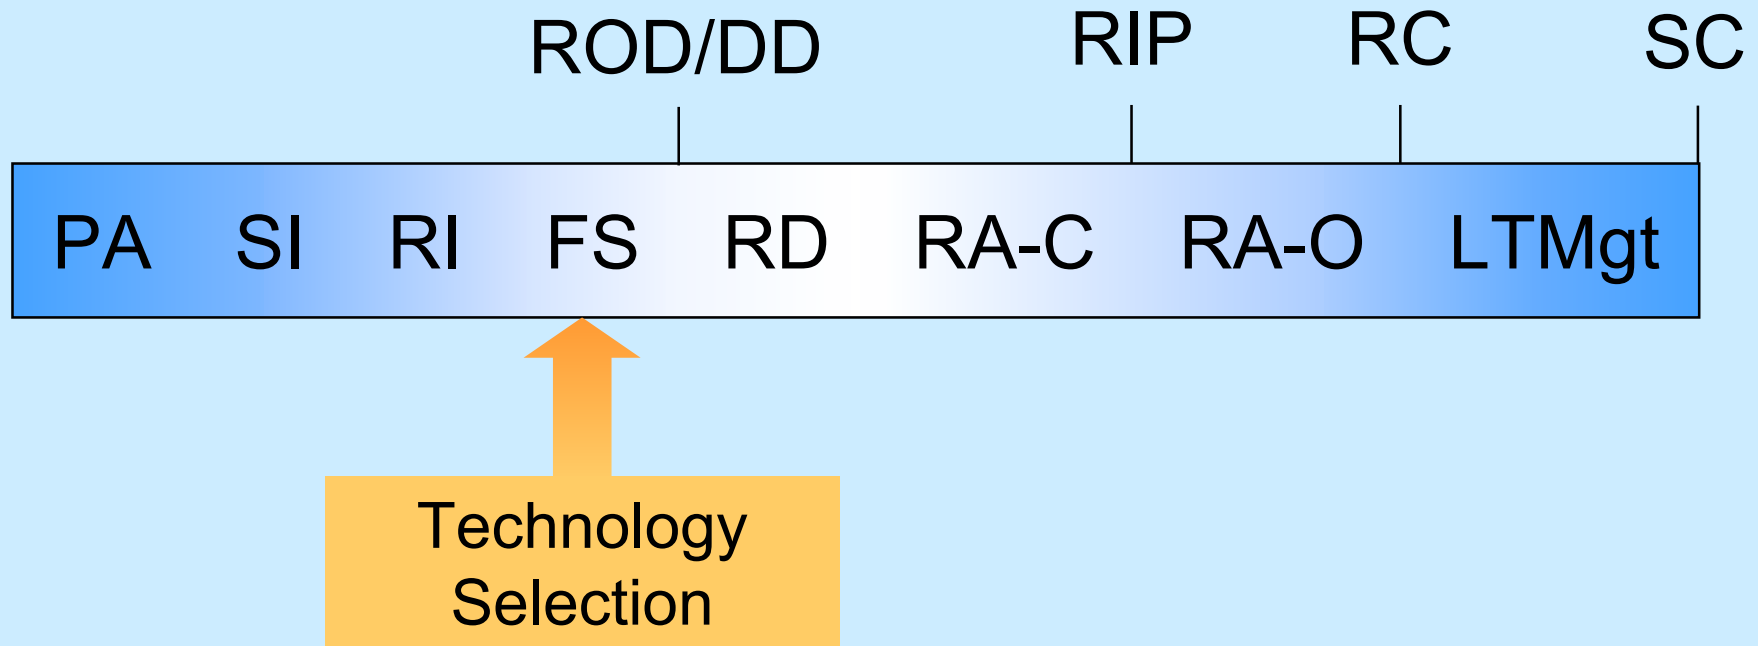 ROD/DD RIP RC SC
PA SI RI FS RD RA-C RA-O LTMgt
Technology
Selection